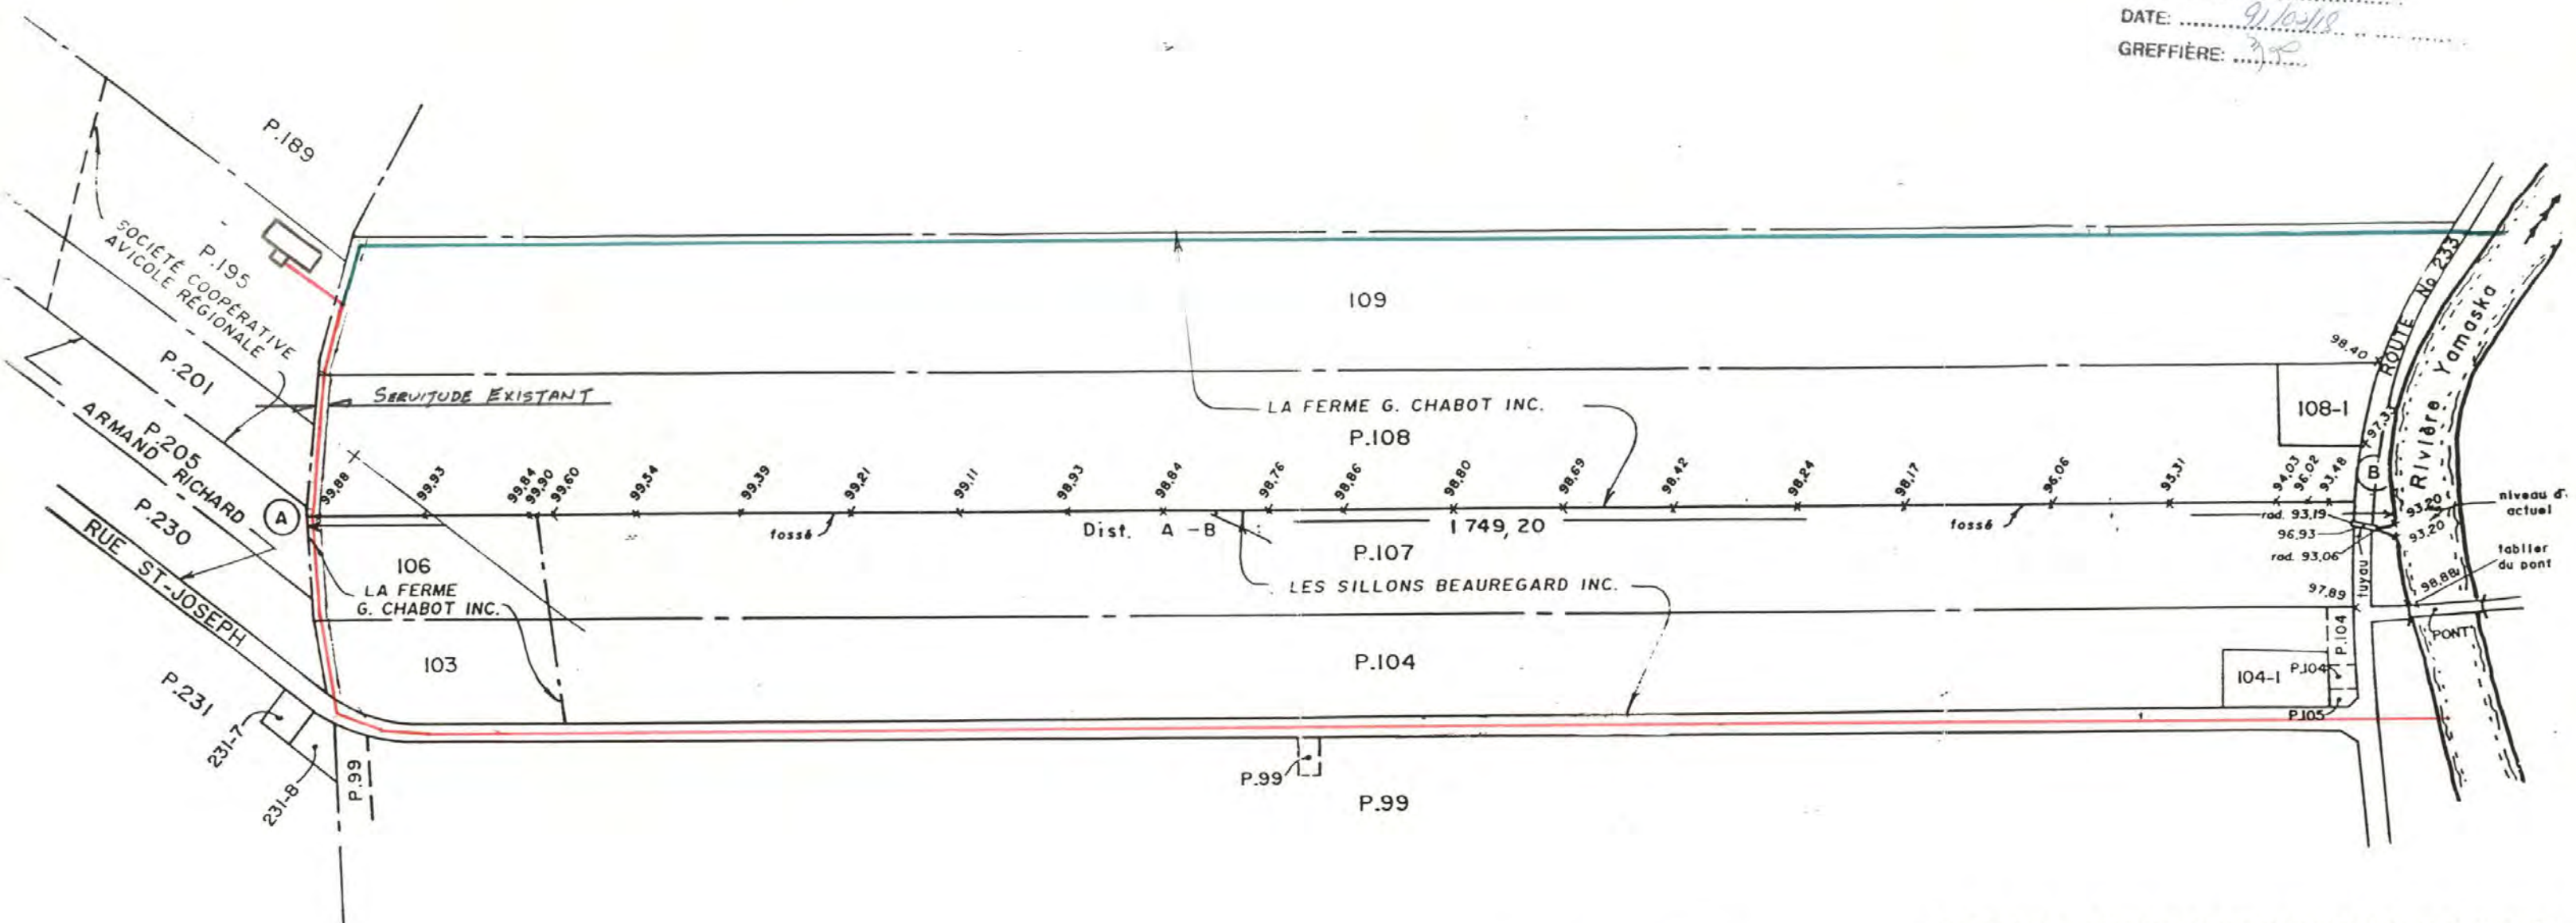 DATE: 91/02/18
GREFFIÈRE:
P.189
SOCIÉTÉ COOPÉRATIVE
AVICOLE RÉGIONALE
P.195
P.201
P.205
ARMAND RICHARD
P.230
RUE ST-JOSEPH
P.231
231-7
231-8
P.99
SERVITUDE EXISTANT
109
LA FERME G. CHABOT INC.
P.108
108-1
98.40
ROUTE No 233
Rivière Yamaska
97.33
A
99.88
99.93
99.84
99.90
99.60
99.54
99.39
99.21
99.11
98.93
98.84
98.76
98.86
98.80
98.69
98.42
98.24
98.17
96.06
93.31
94.03
96.02
93.48
B
fossé
Dist. A - B :
1 749, 20
fossé
rad. 93.19
93.20
niveau d'
actuel
96.93
93.20
rad. 93.06
tablier
du pont
tuyau
98.88
97.89
PONT
106
LA FERME
G. CHABOT INC.
P.107
LES SILLONS BEAUREGARD INC.
103
P.104
P.104
104-1
P.104
P.105
P.99
P.99